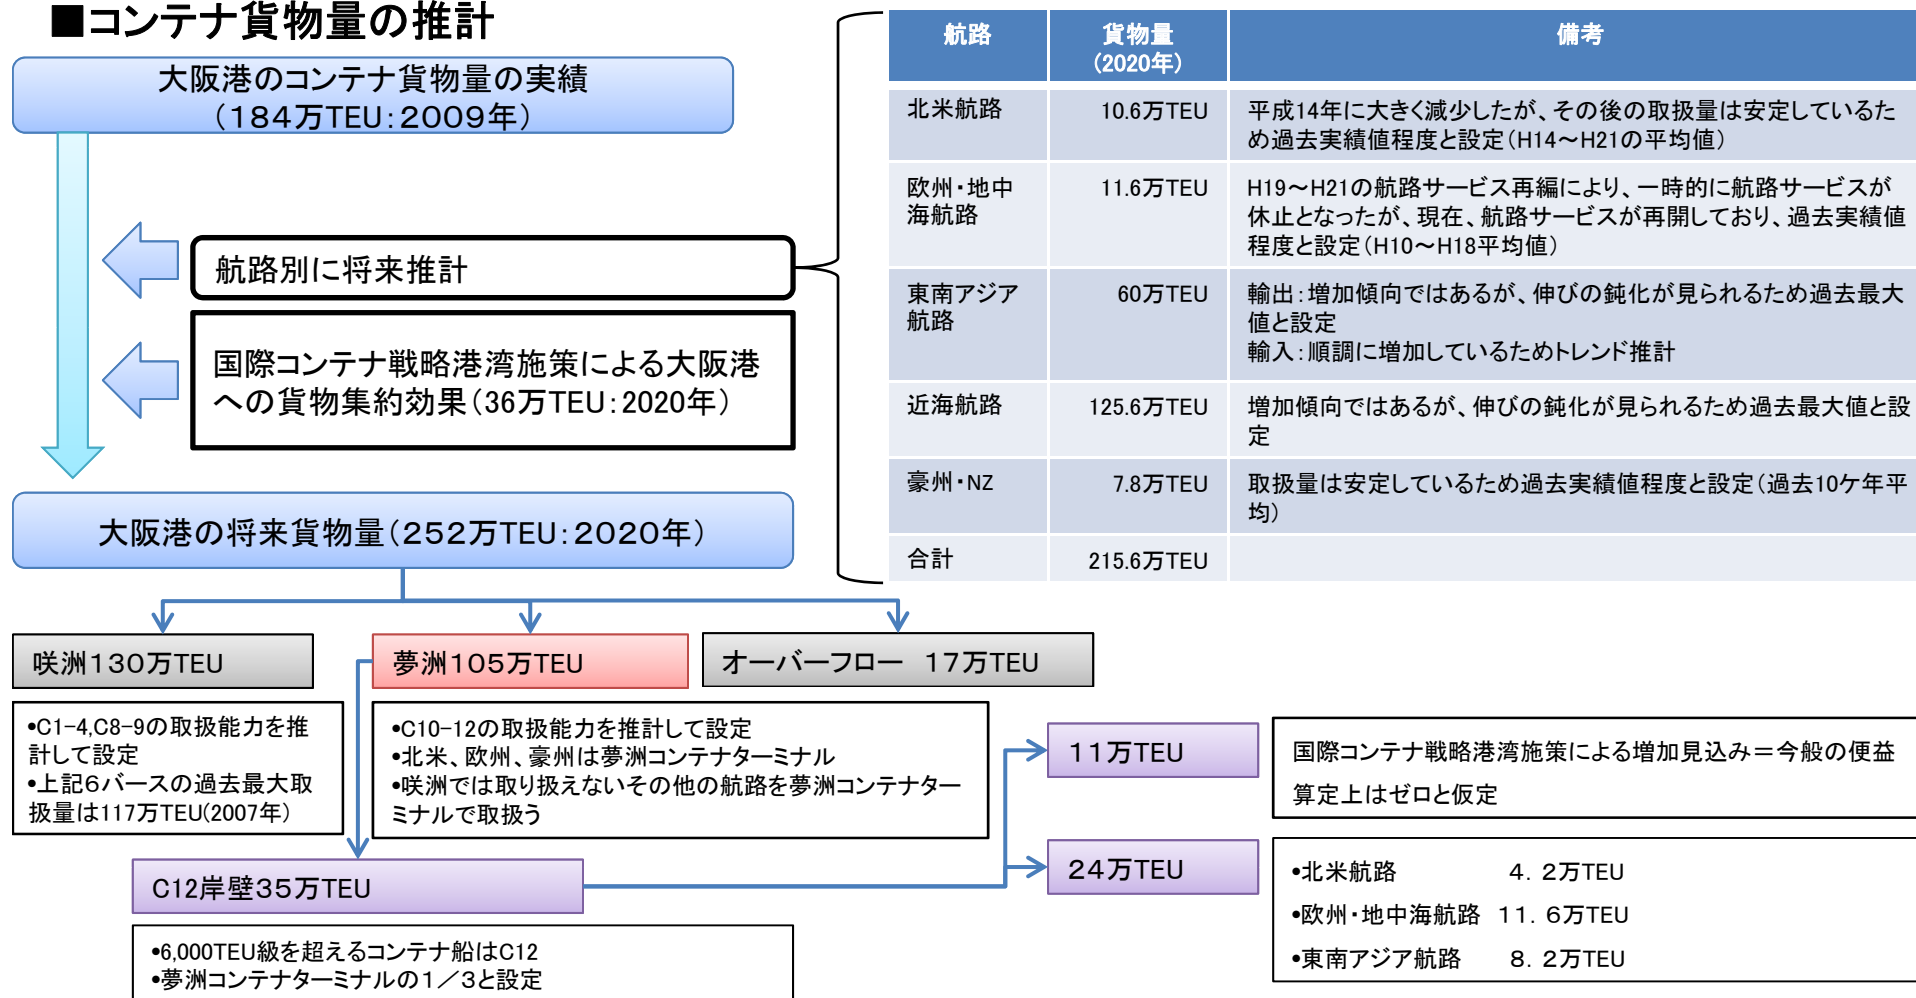 ■コンテナ貨物量の推計
大阪港のコンテナ貨物量の実績
（184万TEU：2009年）
航路別に将来推計
国際コンテナ戦略港湾施策による大阪港
への貨物集約効果（36万TEU：2020年）
大阪港の将来貨物量（252万TEU：2020年）
航路 貨物量 備考
（2020年）
北米航路 10.6万TEU 平成14年に大きく減少したが、その後の取扱量は安定しているた
め過去実績値程度と設定（H14～H21の平均値）
欧州・地中 11.6万TEU H19～H21の航路サービス再編により、一時的に航路サービスが
海航路 休止となったが、現在、航路サービスが再開しており、過去実績値
程度と設定（H10～H18平均値）
東南アジア 60万TEU 輸出：増加傾向ではあるが、伸びの鈍化が見られるため過去最大
航路 値と設定
輸入：順調に増加しているためトレンド推計
近海航路 125.6万TEU 増加傾向ではあるが、伸びの鈍化が見られるため過去最大値と設
定
豪州・NZ 7.8万TEU 取扱量は安定しているため過去実績値程度と設定（過去10ケ年平
均）
合計 215.6万TEU
咲洲130万TEU
夢洲105万TEU
オーバーフロー　17万TEU
•C1-4,C8-9の取扱能力を推
計して設定
•上記6バースの過去最大取
扱量は117万TEU(2007年)
•C10-12の取扱能力を推計して設定
•北米、欧州、豪州は夢洲コンテナターミナル
•咲洲では取り扱えないその他の航路を夢洲コンテナター
ミナルで取扱う
C12岸壁35万TEU
•6,000TEU級を超えるコンテナ船はC12
•夢洲コンテナターミナルの1／3と設定
11万TEU
国際コンテナ戦略港湾施策による増加見込み＝今般の便益
算定上はゼロと仮定
24万TEU
•北米航路 4．2万TEU
•欧州・地中海航路 11．6万TEU
•東南アジア航路 8．2万TEU